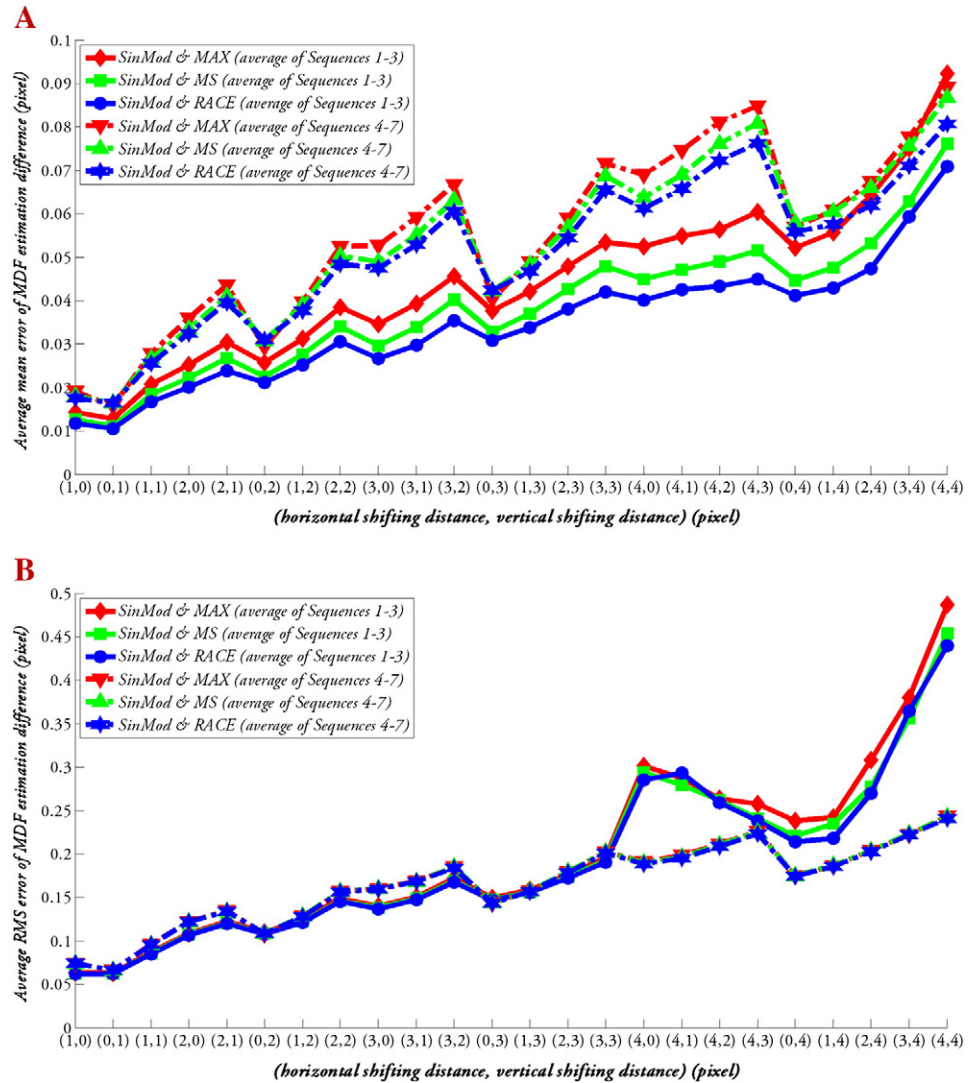 A
Average mean error of MDF estimation difference (pixel)
0.1
0.09
0.08
0.07
0.06
0.05
0.04
0.03
0.03
0.01
0
SinMod & MAX (average of Sequences 1-3)
SinMod & MS (average of Sequences 1-3)
SinMod & RACE (average of Sequences 1-3)
SinMod & MAX (average of Sequences 4-7)
SinMod & MS (average of Sequences 4-7)
SinMod & RACE (average of Sequences 4-7)
(1,0) (0,1) (1,1) (2,0) (2,1) (0,2) (1,2) (2,2) (3,0) (3,1) (3,2) (0,3) (1,3) (2,3) (3,3) (4,0) (4,1) (4,2) (4,3) (0,4) (1,4) (2,4) (3,4) (4,4)
(horizontal shifting distance, vertical shifting distance) (pixel)
B
Average RMS error of MDF estimation difference (pixel)
0.5
0.45
0.4
0.35
0.3
0.25
0.2
0.15
0.1
0.05
0
SinMod & MAX (average of Sequences 1-3)
SinMod & MS (average of Sequences 1-3)
SinMod & RACE (average of Sequences 1-3)
SinMod & MAX (average of Sequences 4-7)
SinMod & MS (average of Sequences 4-7)
SinMod & RACE (average of Sequences 4-7)
(1,0) (0,1) (1,1) (2,0) (2,1) (0,2) (1,2) (2,2) (3,0) (3,1) (3,2) (0,3) (1,3) (2,3) (3,3) (4,0) (4,1) (4,2) (4,3) (0,4) (1,4) (2,4) (3,4) (4,4)
(horizontal shifting distance, vertical shifting distance) (pixel)